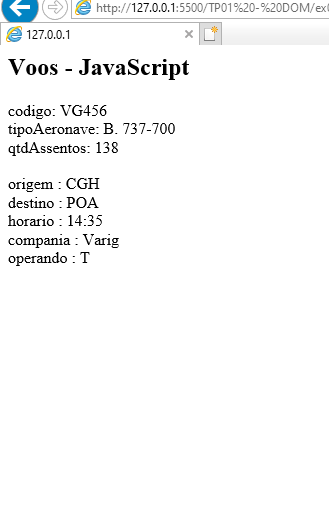 http://127.0.0.1:5500/TP01%20-%20DOM/ex0
127.0.0.1
Voos - JavaScript
codigo: VG456
tipoAeronave: B. 737-700
qtdAssentos: 138
origem : CGH
destino : POA
horario : 14:35
compania : Varig
operando : T